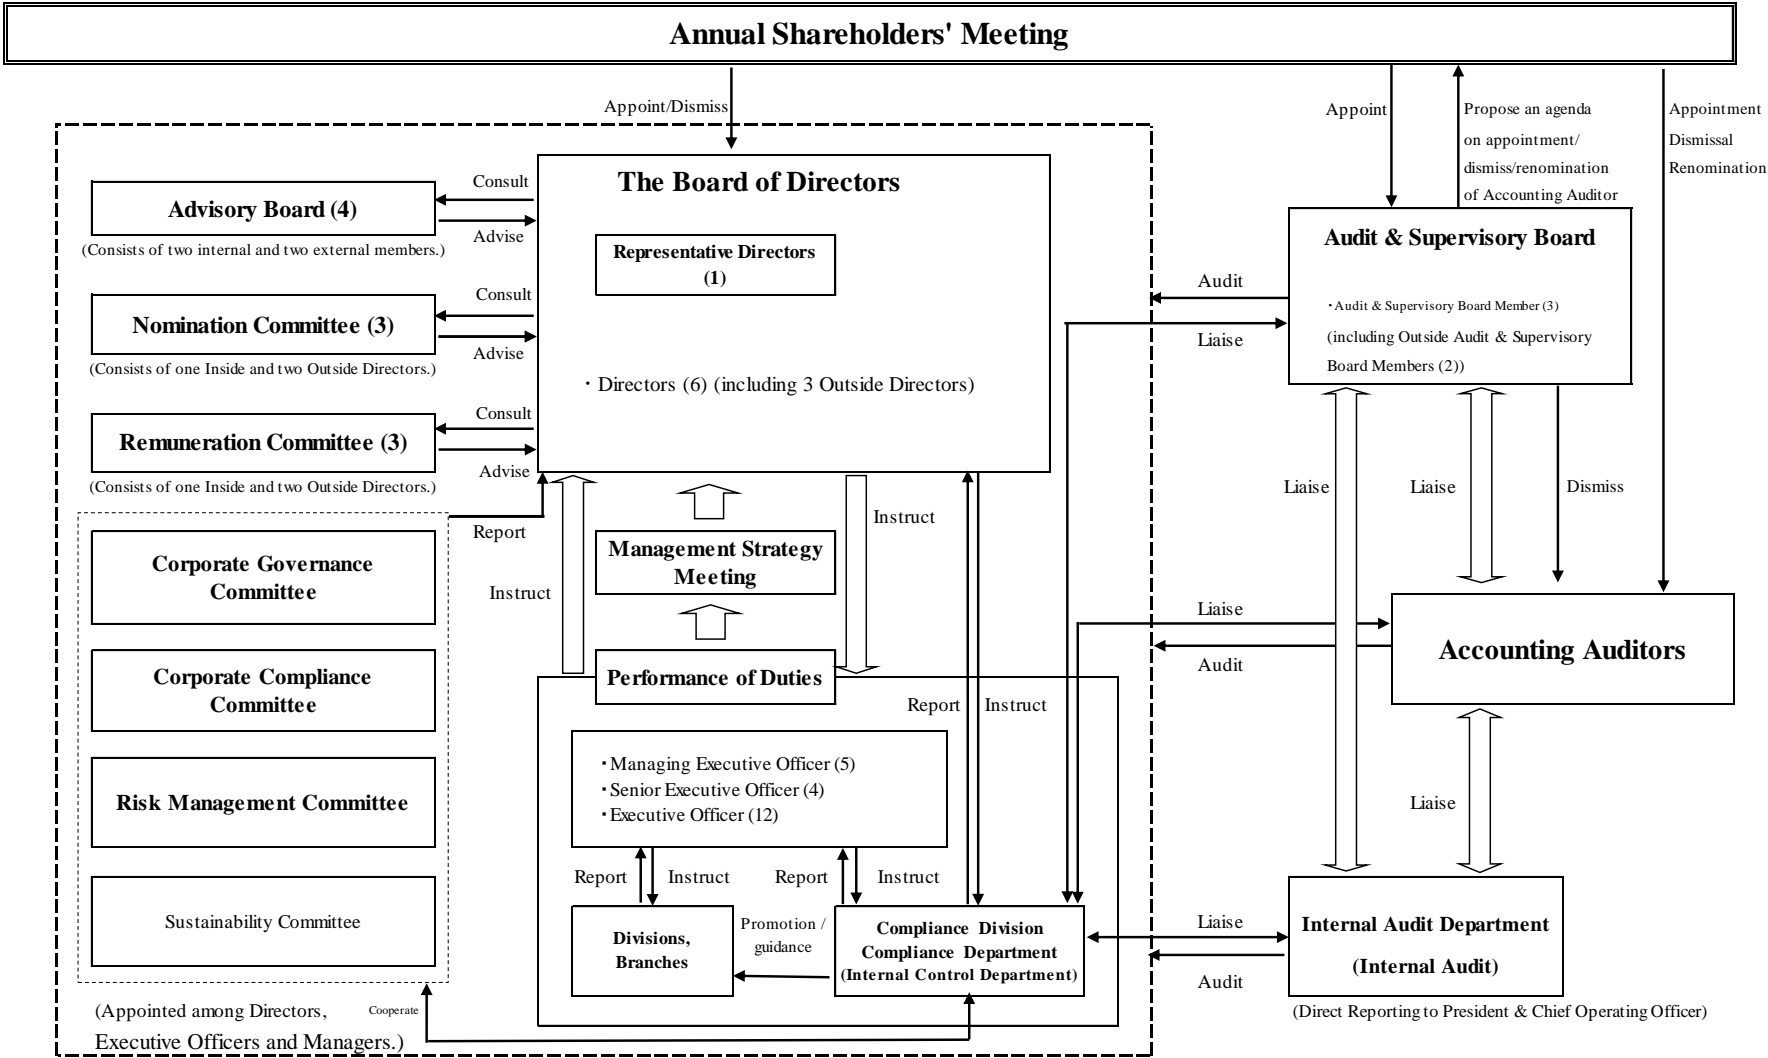 Annual Shareholders' Meeting
Appoint/Dismiss
Appoint
Propose an agenda
on appointment/
dismiss/renomination
of Accounting Auditor
Appointment
Dismissal
Renomination
The Board of Directors
Representative Directors
(1)
・Directors (6) (including 3 Outside Directors)
Consult
Advisory Board (4)
Advise
(Consists of two internal and two external members.)
Consult
Nomination Committee (3)
Advise
(Consists of one Inside and two Outside Directors.)
Consult
Remuneration Committee (3)
Advise
(Consists of one Inside and two Outside Directors.)
Audit & Supervisory Board
・Audit & Supervisory Board Member (3)
(including Outside Audit & Supervisory
Board Members (2))
Audit
Liaise
Liaise
Liaise
Dismiss
Report
Instruct
Instruct
Management Strategy
Meeting
Corporate Governance
Committee
Corporate Compliance
Committee
Risk Management Committee
Sustainability Committee
(Appointed among Directors,
Executive Officers and Managers.)
Cooperate
Performance of Duties
Report
Instruct
・Managing Executive Officer (5)
・Senior Executive Officer (4)
・Executive Officer (12)
Report
Instruct
Report
Instruct
Divisions,
Branches
Promotion /
guidance
Compliance Division
Compliance Department
(Internal Control Department)
Liaise
Audit
Accounting Auditors
Liaise
Liaise
Audit
Internal Audit Department
(Internal Audit)
(Direct Reporting to President & Chief Operating Officer)